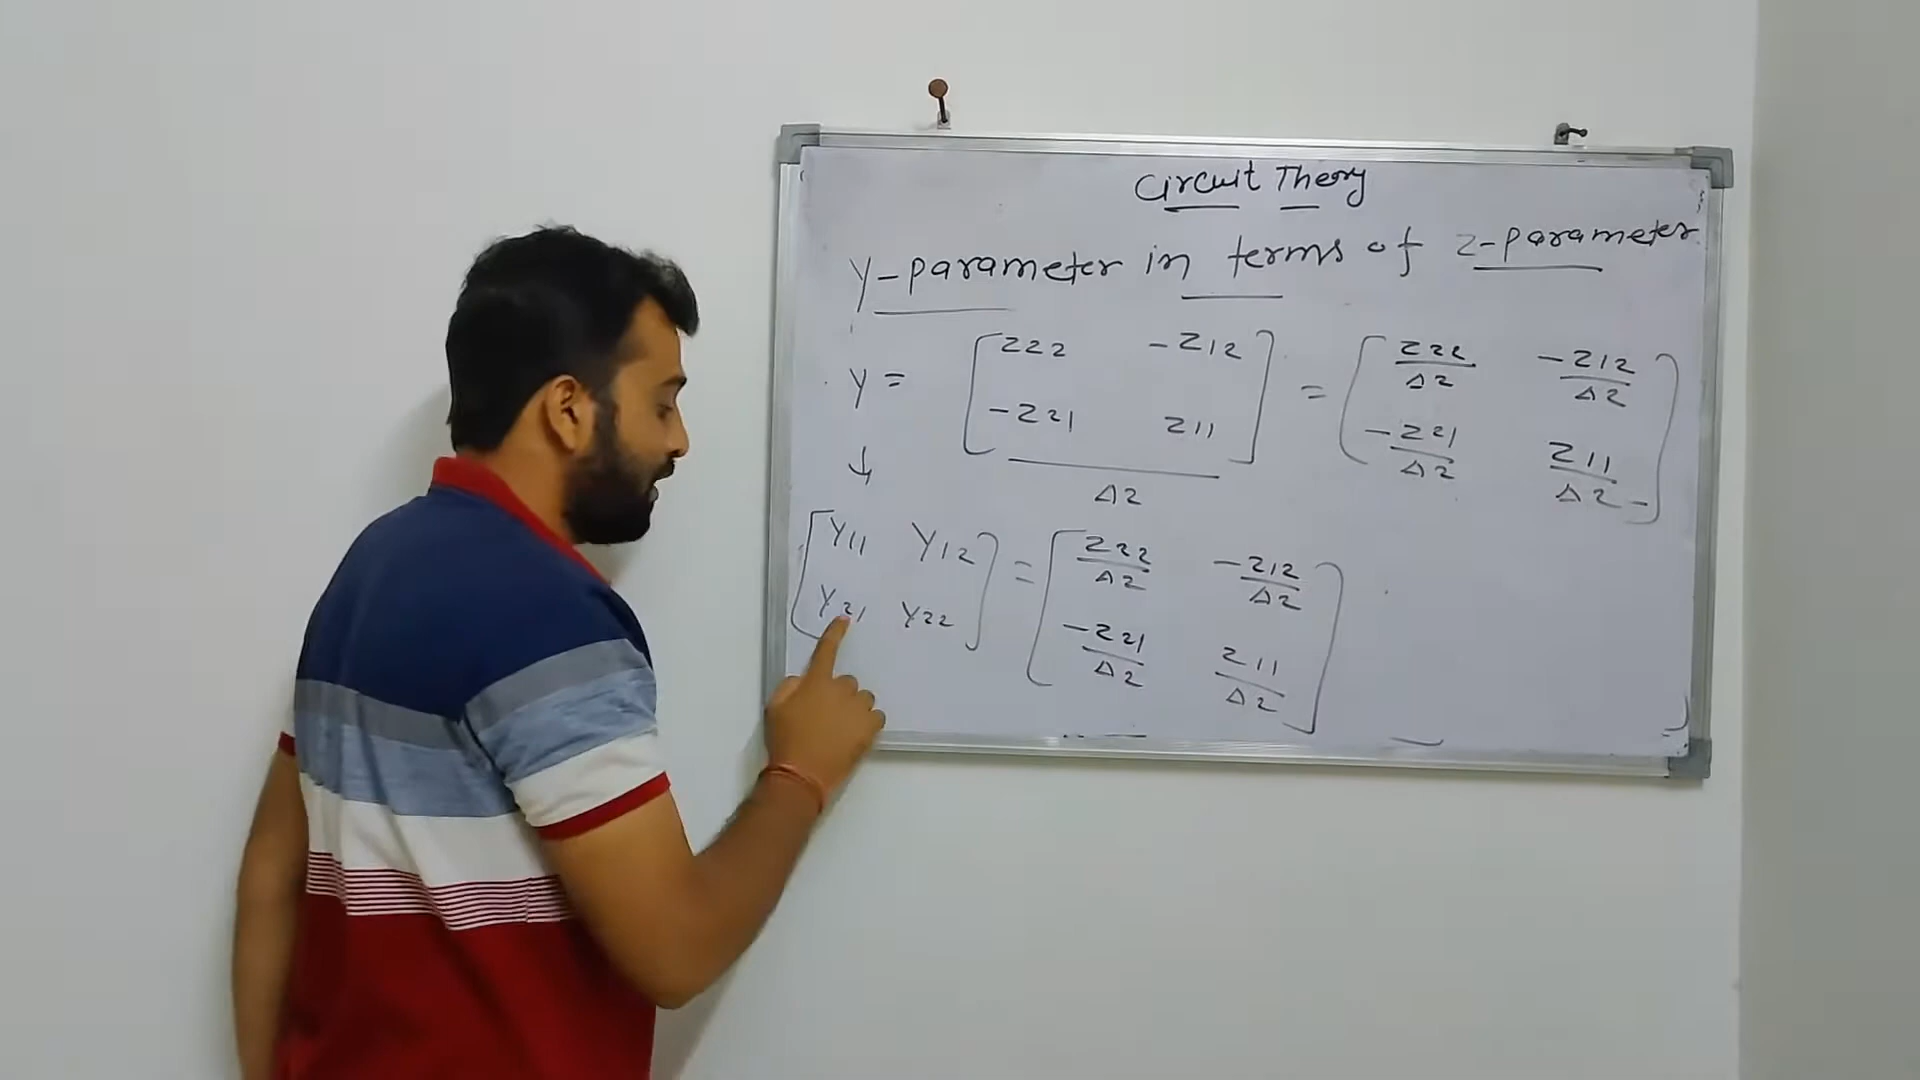 Circuit Theory
Y-parameter in terms of Z-parameter
Y = [ Z22 -Z12 ] = [ Z22/ΔZ -Z12/ΔZ ]
[ -Z21 Z11 ] [ -Z21/ΔZ Z11/ΔZ ]
ΔZ
[ Y11 Y12 ] = [ Z22/ΔZ -Z12/ΔZ ]
[ Y21 Y22 ] [ -Z21/ΔZ Z11/ΔZ ]